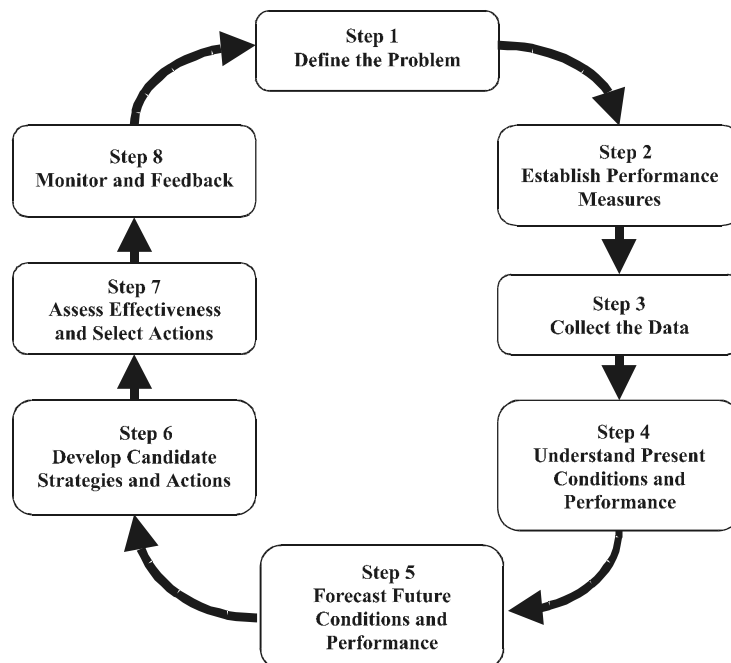 Step 1
Define the Problem
Step 2
Establish Performance
Measures
Step 3
Collect the Data
Step 4
Understand Present
Conditions and
Performance
Step 5
Forecast Future
Conditions and
Performance
Step 6
Develop Candidate
Strategies and Actions
Step 7
Assess Effectiveness
and Select Actions
Step 8
Monitor and Feedback